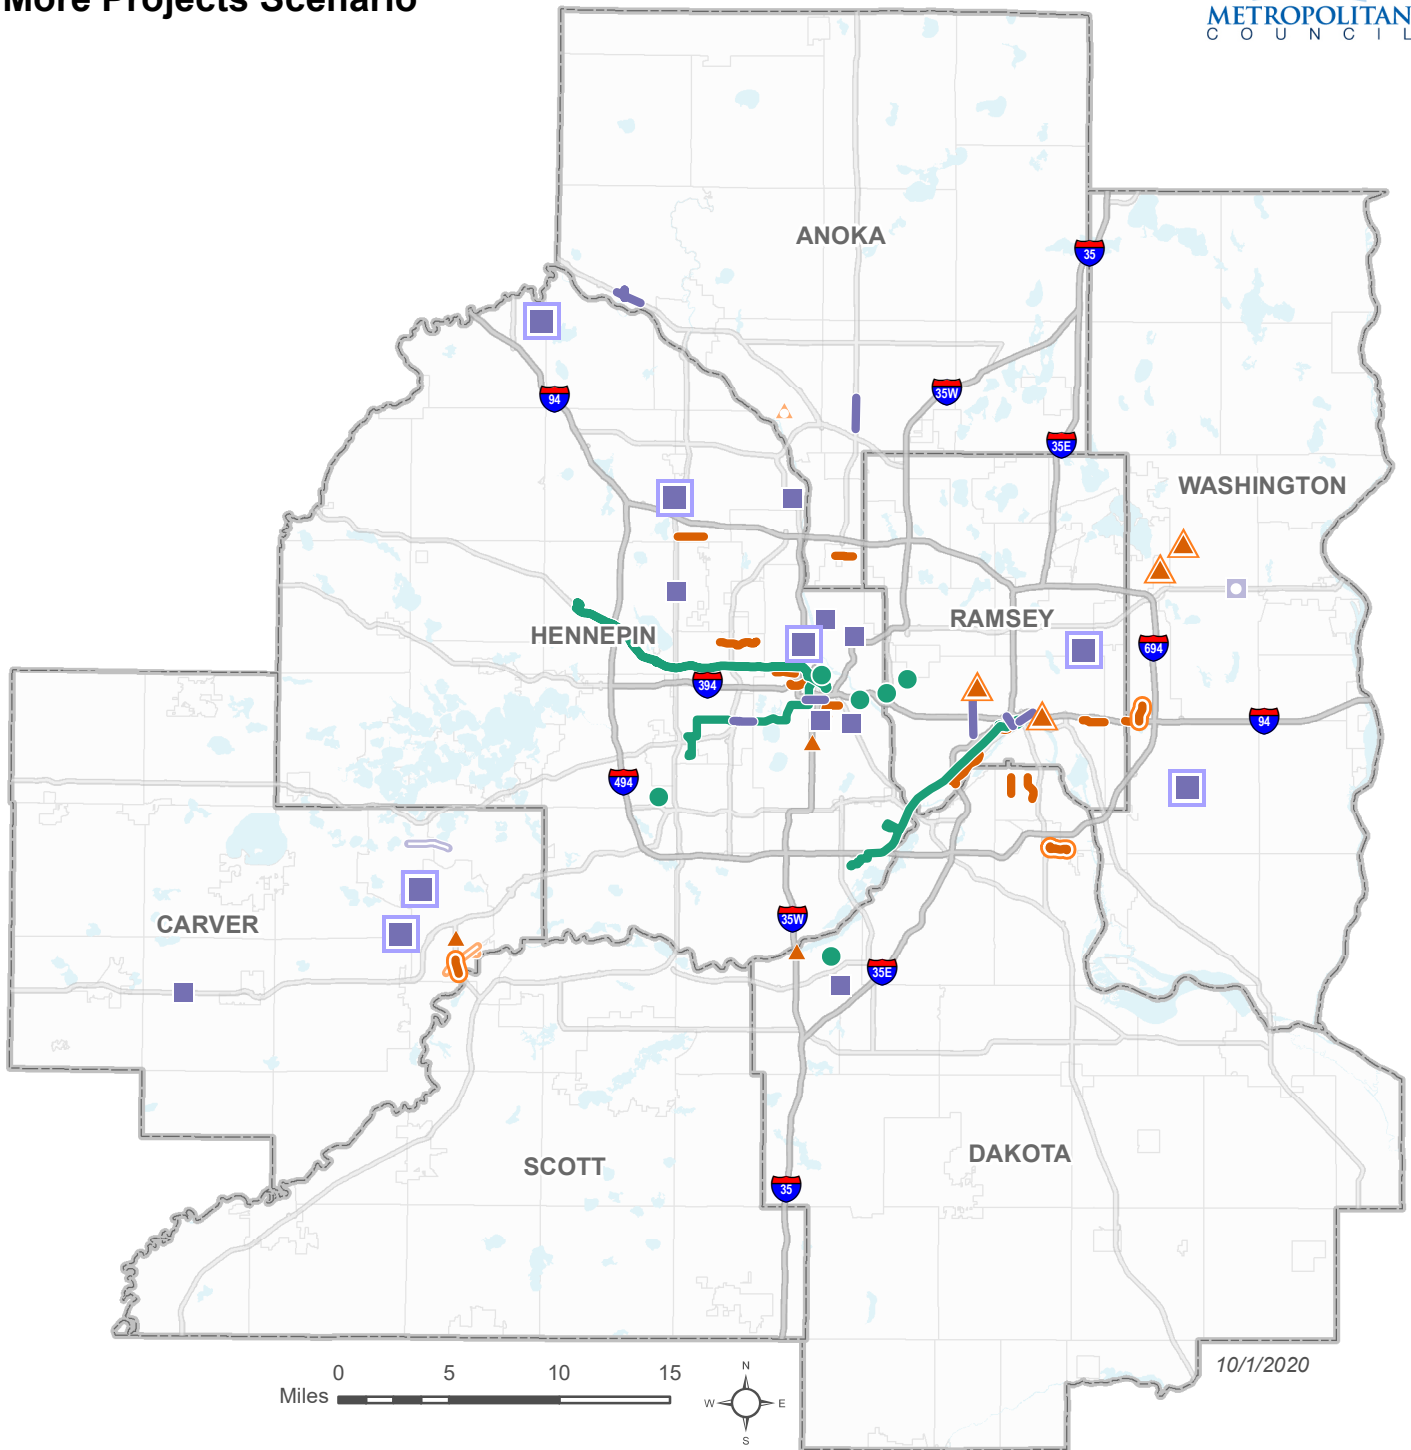 More Projects Scenario
METROPOLITAN
COUNCIL
ANOKA
35
94
35W
35E
WASHINGTON
HENNEPIN
RAMSEY
694
394
94
494
CARVER
35W
35E
SCOTT
DAKOTA
35
0 5 10 15
Miles
N
W E
S
10/1/2020